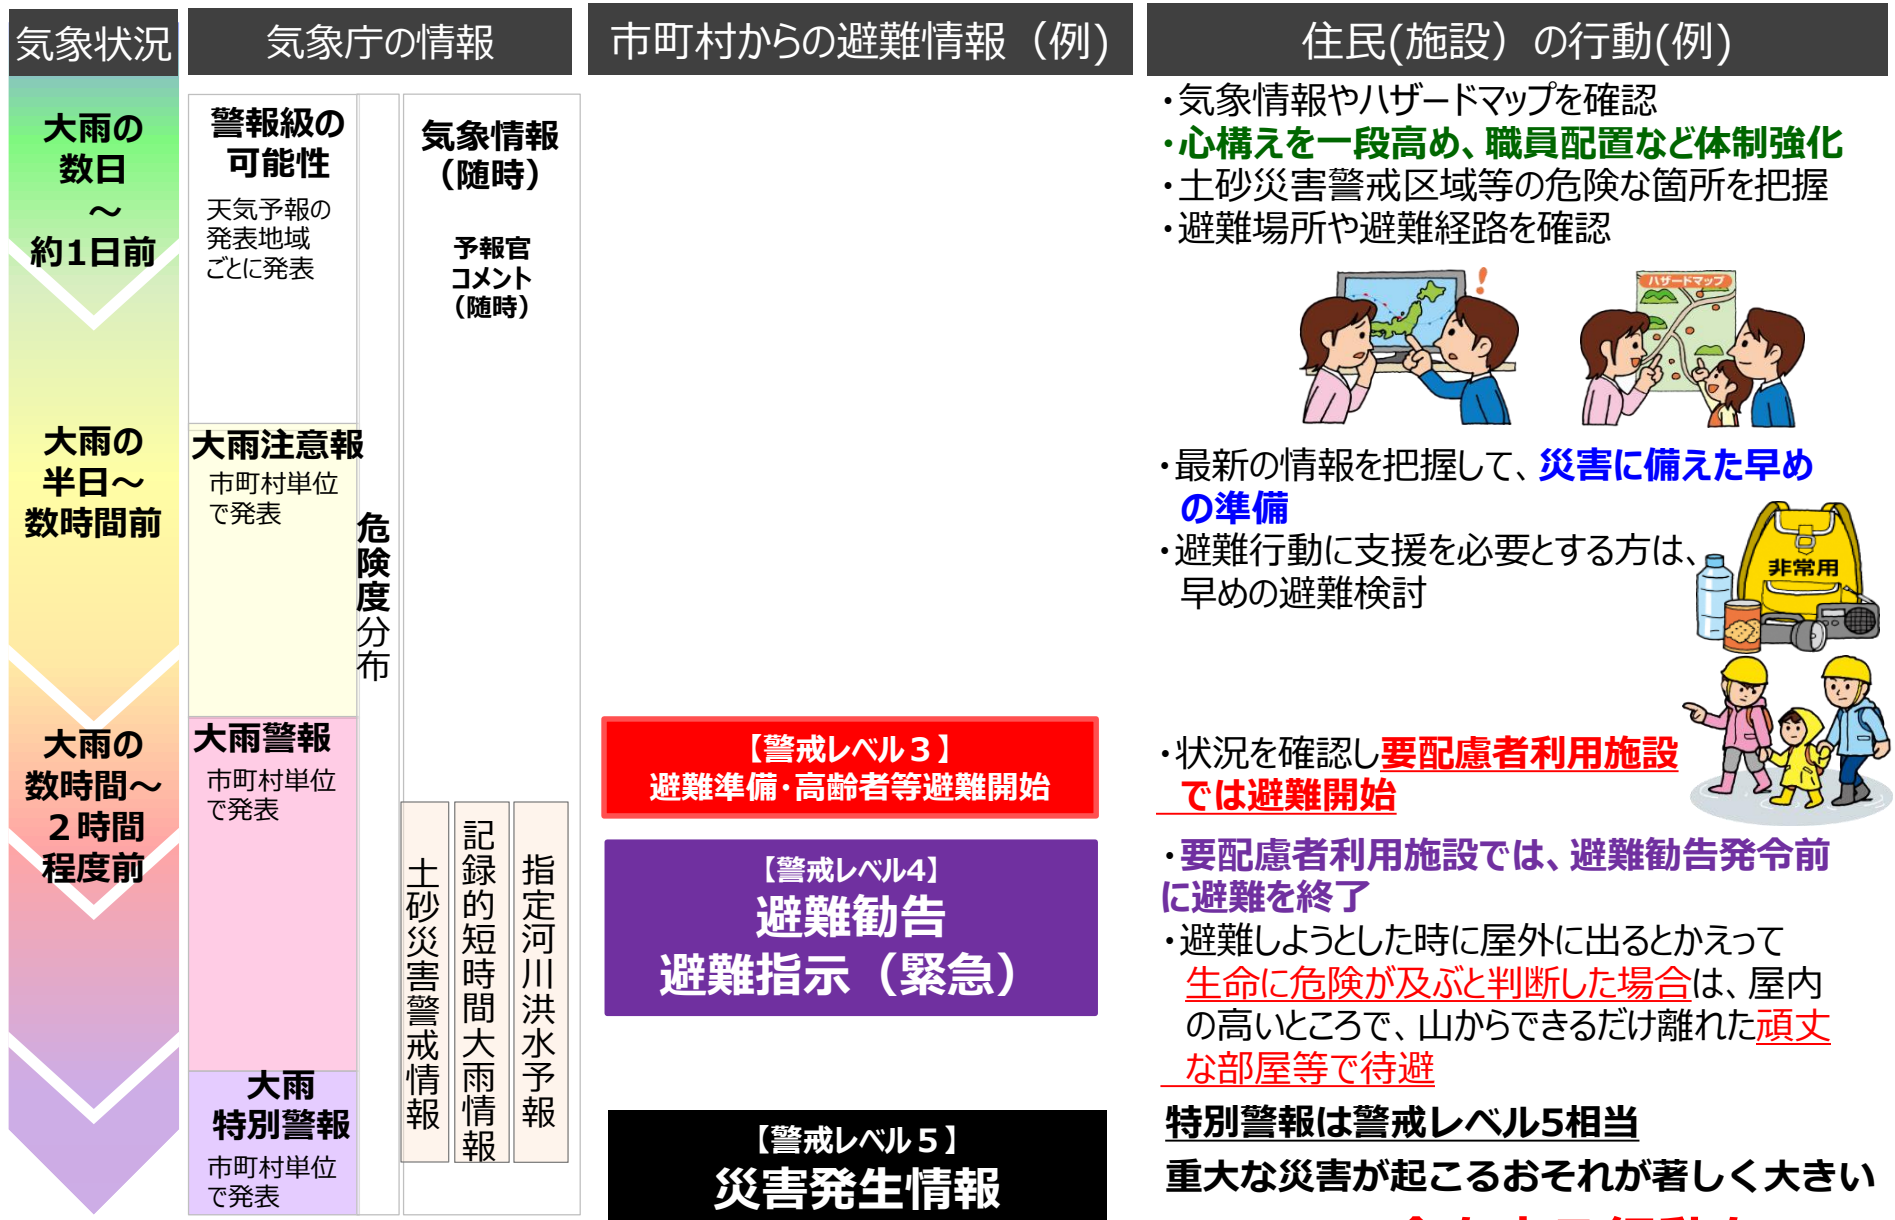 気象状況
気象庁の情報
市町村からの避難情報（例)
住民(施設）の行動(例)
大雨の
数日
～
約1日前
大雨の
半日～
数時間前
大雨の
数時間～
２時間
程度前
警報級の
可能性
天気予報の
発表地域
ごとに発表
大雨注意報
市町村単位
で発表
大雨警報
市町村単位
で発表
大雨
特別警報
市町村単位
で発表
危険度分布
気象情報
（随時）
予報官
コメント
（随時）
土砂災害警戒情報
記録的短時間大雨情報
指定河川洪水予報
【警戒レベル３】
避難準備・高齢者等避難開始
【警戒レベル4】
避難勧告
避難指示（緊急）
【警戒レベル５】
災害発生情報
・気象情報やハザードマップを確認
・心構えを一段高め、職員配置など体制強化
・土砂災害警戒区域等の危険な箇所を把握
・避難場所や避難経路を確認
ハザードマップ
・最新の情報を把握して、災害に備えた早め
の準備
・避難行動に支援を必要とする方は、
早めの避難検討
非常用
・状況を確認し要配慮者利用施設
では避難開始
・要配慮者利用施設では、避難勧告発令前
に避難を終了
・避難しようとした時に屋外に出るとかえって
生命に危険が及ぶと判断した場合は、屋内
の高いところで、山からできるだけ離れた頑丈
な部屋等で待避
特別警報は警戒レベル5相当
重大な災害が起こるおそれが著しく大きい